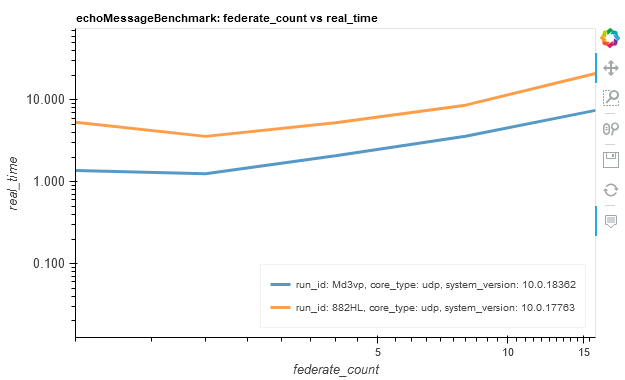 echoMessageBenchmark: federate_count vs real_time
10.000
1.000
0.100
real_time
run_id: Md3vp, core_type: udp, system_version: 10.0.18362
run_id: 882HL, core_type: udp, system_version: 10.0.17763
5
10
15
federate_count